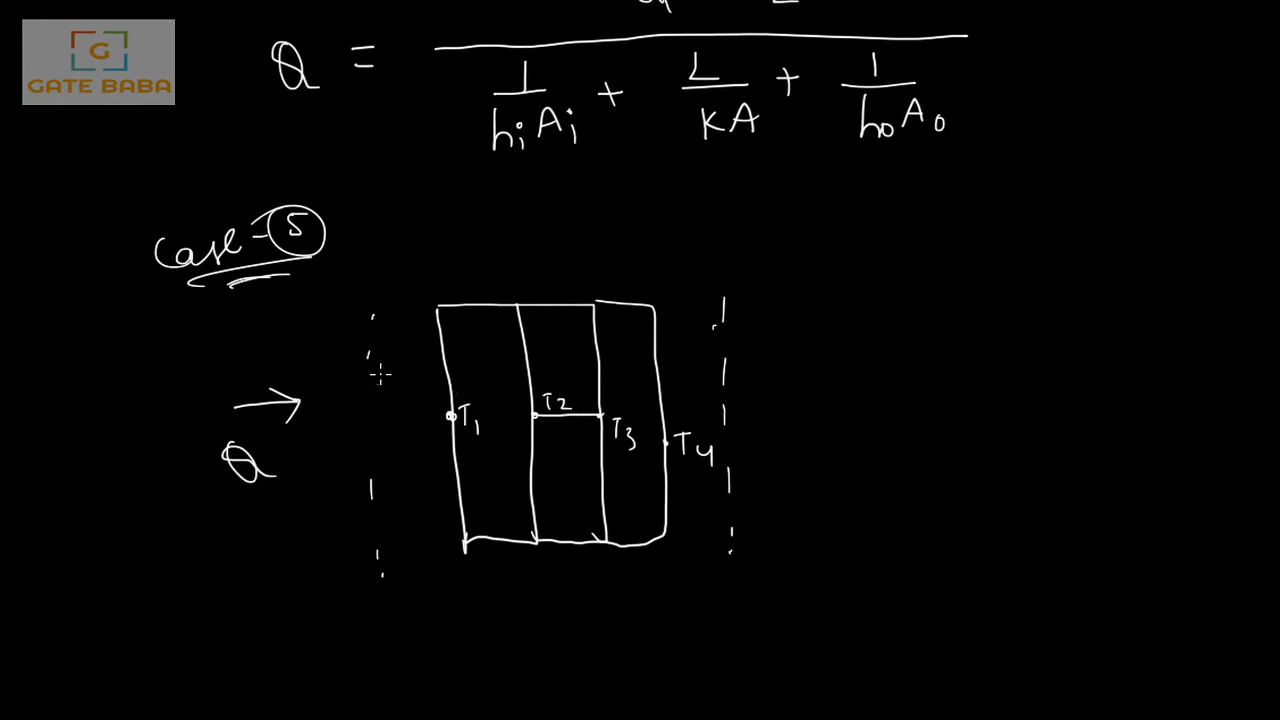 G
GATE BABA
Q = 1/(hiAi) + L/(KA) + 1/(hoAo)
Case-5
T1
T2
T3
T4
Q